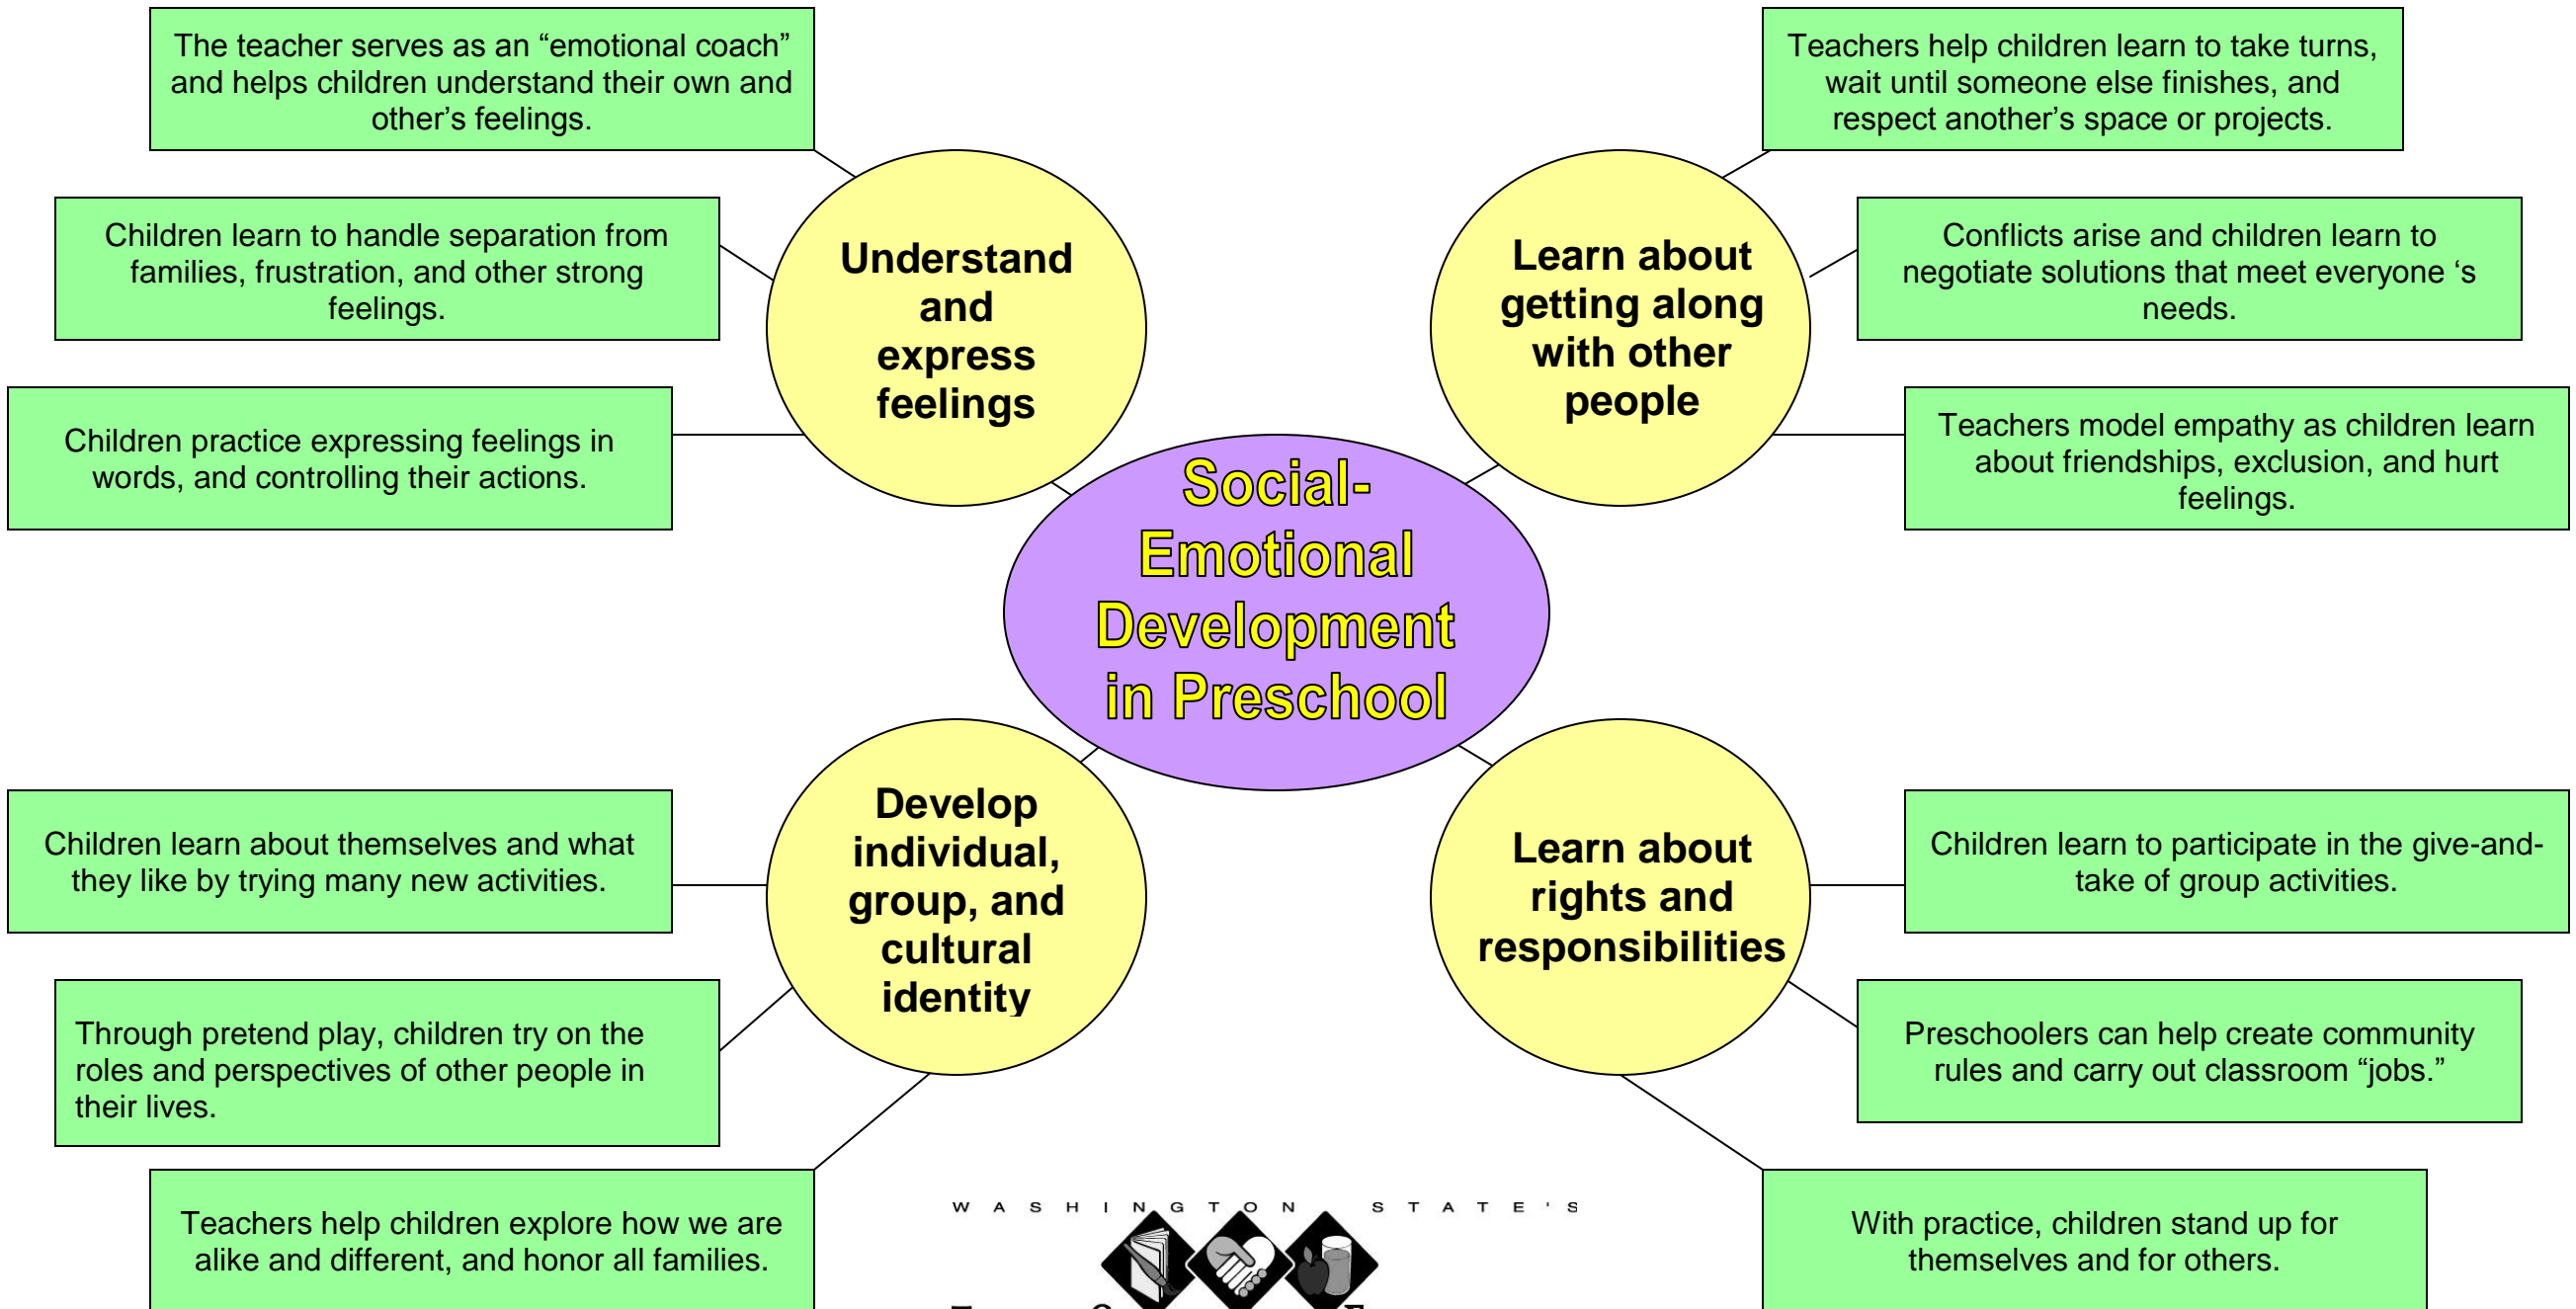 The teacher serves as an “emotional coach”
and helps children understand their own and
other’s feelings.
Children learn to handle separation from
families, frustration, and other strong
feelings.
Children practice expressing feelings in
words, and controlling their actions.
Understand
and
express
feelings
Teachers help children learn to take turns,
wait until someone else finishes, and
respect another’s space or projects.
Conflicts arise and children learn to
negotiate solutions that meet everyone ‘s
needs.
Teachers model empathy as children learn
about friendships, exclusion, and hurt
feelings.
Learn about
getting along
with other
people
Social-
Emotional
Development
in Preschool
Develop
individual,
group, and
cultural
identity
Children learn about themselves and what
they like by trying many new activities.
Through pretend play, children try on the
roles and perspectives of other people in
their lives.
Teachers help children explore how we are
alike and different, and honor all families.
Learn about
rights and
responsibilities
Children learn to participate in the give-and-
take of group activities.
Preschoolers can help create community
rules and carry out classroom “jobs.”
With practice, children stand up for
themselves and for others.
WASHINGTON STATE'S